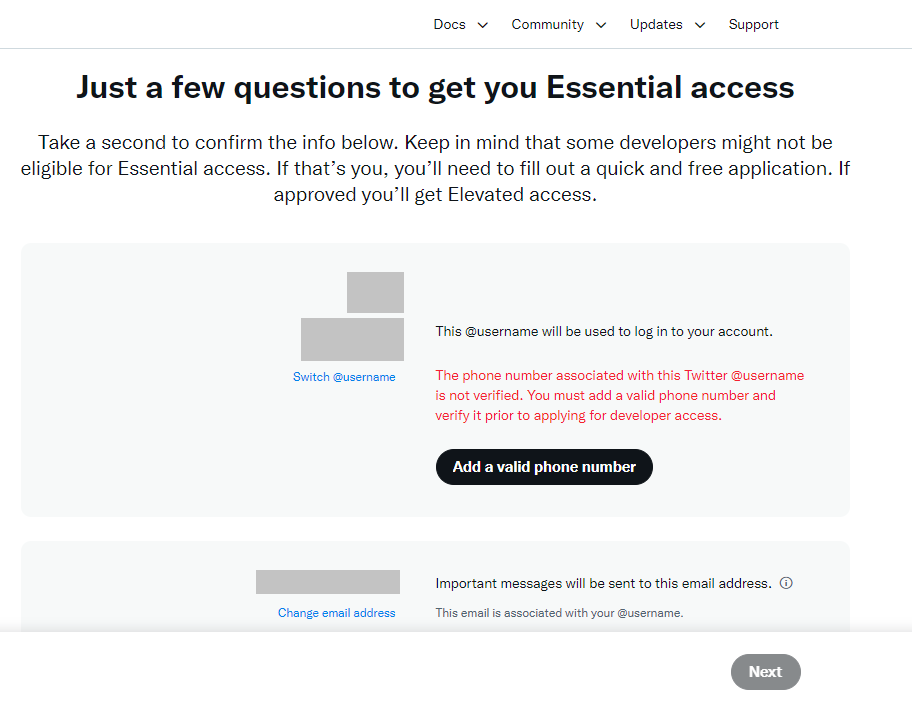 Docs Community Updates Support
Just a few questions to get you Essential access
Take a second to confirm the info below. Keep in mind that some developers might not be
eligible for Essential access. If that’s you, you’ll need to fill out a quick and free application. If
approved you’ll get Elevated access.
This @username will be used to log in to your account.
Switch @username
The phone number associated with this Twitter @username
is not verified. You must add a valid phone number and
verify it prior to applying for developer access.
Add a valid phone number
Important messages will be sent to this email address.
Change email address
This email is associated with your @username.
Next